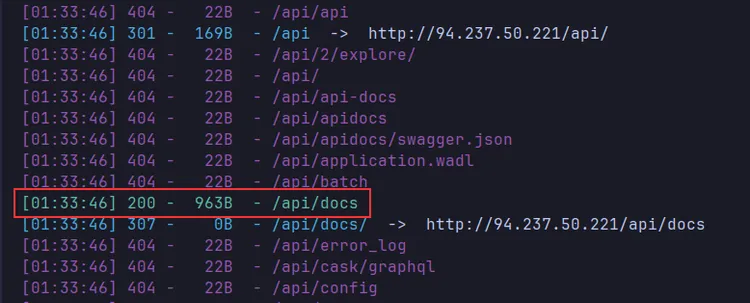 [01:33:46] 404 -   22B  - /api/api
[01:33:46] 301 -  169B  - /api  ->  http://94.237.50.221/api/
[01:33:46] 404 -   22B  - /api/2/explore/
[01:33:46] 404 -   22B  - /api/
[01:33:46] 404 -   22B  - /api/api-docs
[01:33:46] 404 -   22B  - /api/apidocs
[01:33:46] 404 -   22B  - /api/apidocs/swagger.json
[01:33:46] 404 -   22B  - /api/application.wadl
[01:33:46] 404 -   22B  - /api/batch
[01:33:46] 200 -  963B  - /api/docs
[01:33:46] 307 -    0B  - /api/docs/  ->  http://94.237.50.221/api/docs
[01:33:46] 404 -   22B  - /api/error_log
[01:33:46] 404 -   22B  - /api/cask/graphql
[01:33:46] 404 -   22B  - /api/config